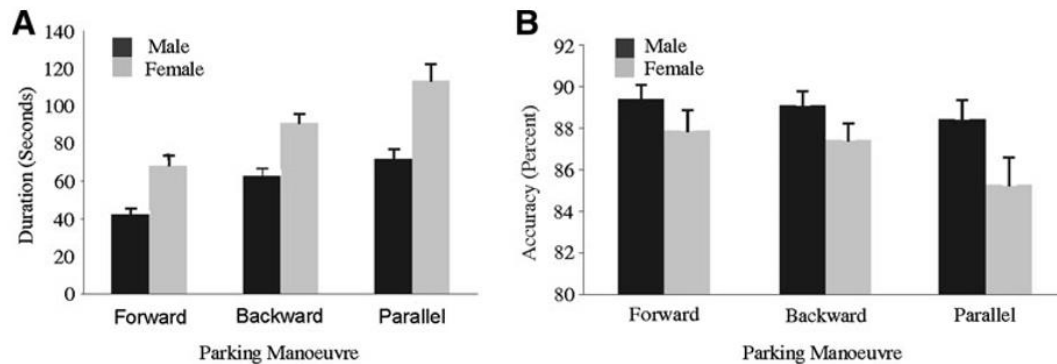 A
Duration (Seconds)
140
120
100
80
60
40
20
0
Male
Female
Forward Backward Parallel
Parking Manoeuvre
B
Accuracy (Percent)
92
90
88
86
84
82
80
Male
Female
Forward Backward Parallel
Parking Manoeuvre